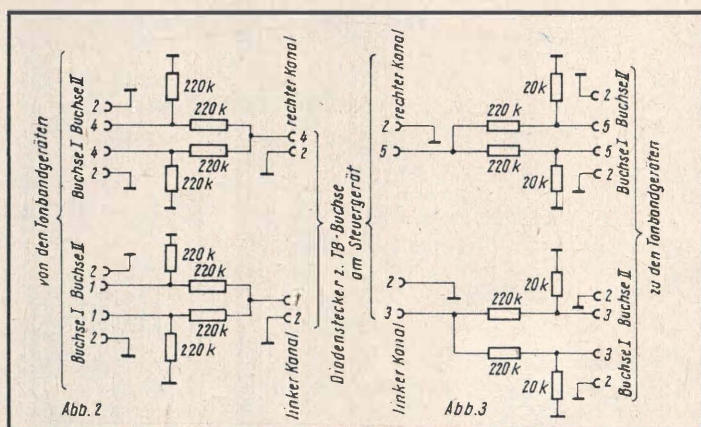 von den Tonbandgeräten
Buchse II
2
4
Buchse I
4
2
220 k
220 k
220 k
220 k
rechter Kanal
4
2
Buchse II
2
1
Buchse I
1
2
220 k
220 k
220 k
220 k
1
2
linker Kanal
Abb. 2
Diodenstecker z. TB-Buchse
am Steuergerät
rechter Kanal
2
5
20 k
220 k
220 k
20 k
2
Buchse II
5
5
Buchse I
2
linker Kanal
2
3
20 k
220 k
220 k
20 k
2
Buchse II
3
3
Buchse I
2
zu den Tonbandgeräten
Abb.3